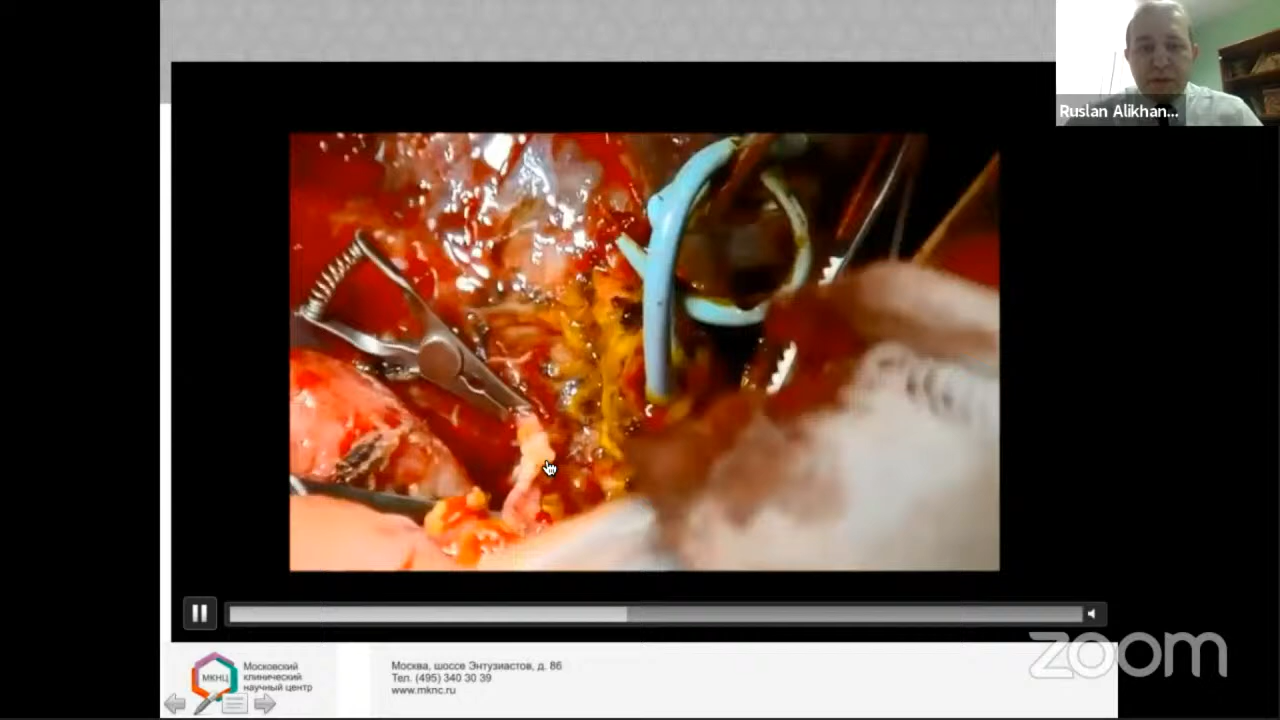 Ruslan Alikhan...
МКНЦ
Московский
клинический
научный центр
Москва, шоссе Энтузиастов, д. 86
Тел. (495) 340 30 39
www.mknc.ru
zoom